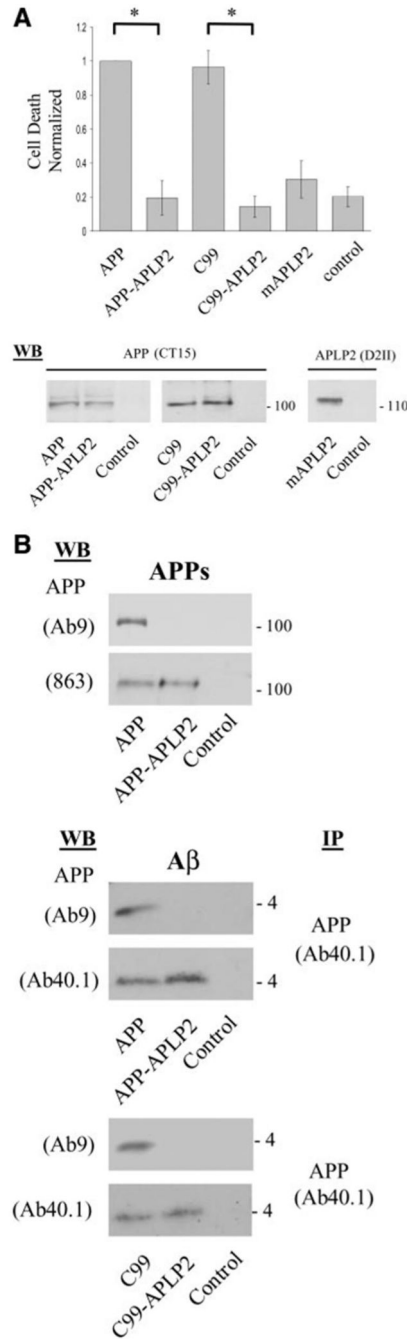 A
* *
1.2
1
0.8
0.6
0.4
0.2
0
Cell Death
Normalized
APP APP-APLP2 C99 C99-APLP2 mAPLP2 control
WB APP (CT15) APLP2 (D2II)
- 100 - 110
APP APP-APLP2 Control C99 C99-APLP2 Control mAPLP2 Control
B
WB APPs
APP
(Ab9) - 100
(863) - 100
APP APP-APLP2 Control
WB Aβ IP
APP
(Ab9) - 4 APP
(Ab40.1)
(Ab40.1) - 4
APP APP-APLP2 Control
(Ab9) - 4 APP
(Ab40.1)
(Ab40.1) - 4
C99 C99-APLP2 Control